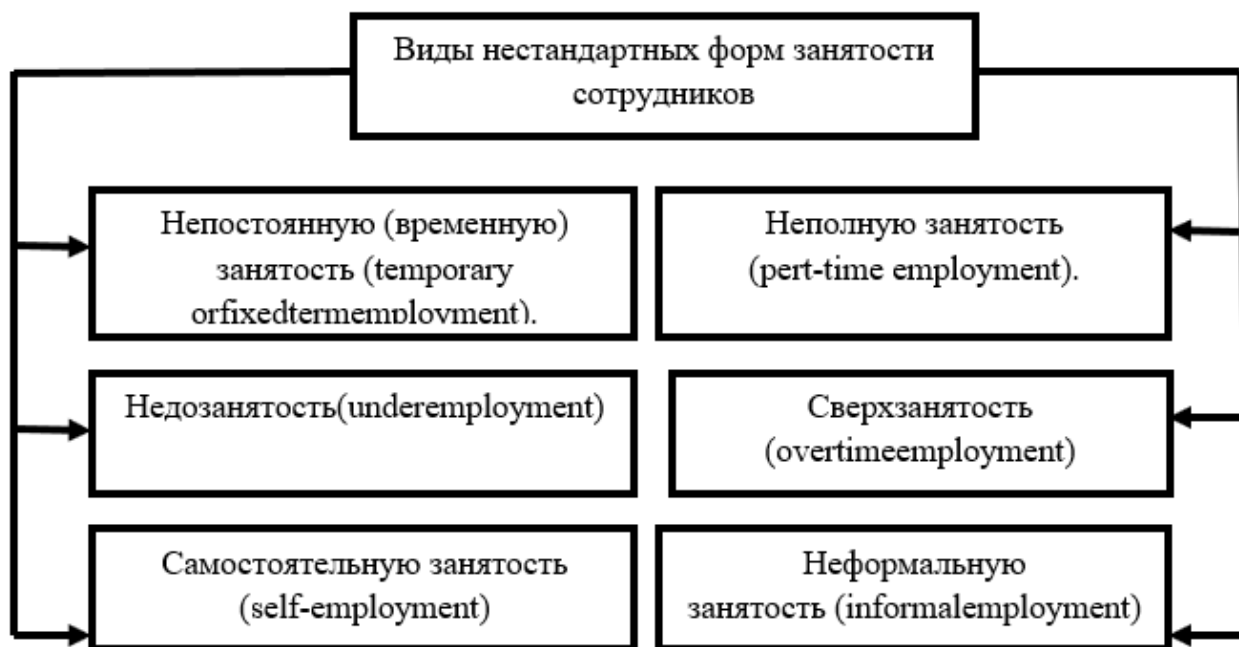 Виды нестандартных форм занятости
сотрудников
Непостоянную (временную)
занятость (temporary
orfixedtermemployment).
Неполную занятость
(pert-time employment).
Недозанятость(underemployment)
Сверхзанятость
(overtimeemployment)
Самостоятельную занятость
(self-employment)
Неформальную
занятость (informalemployment)